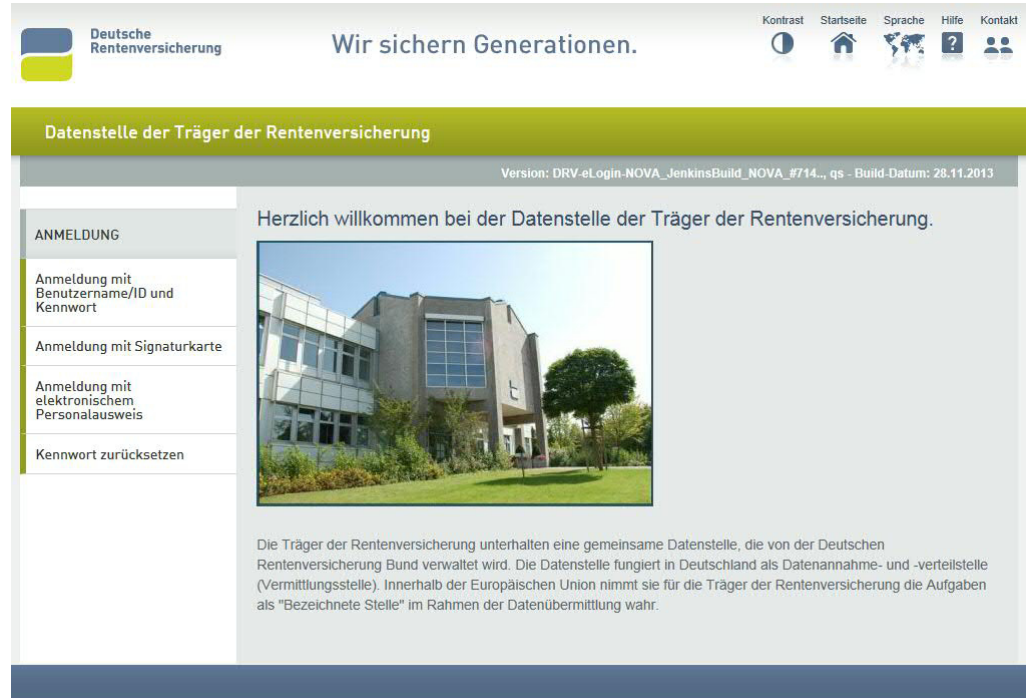 Deutsche
Rentenversicherung
Wir sichern Generationen.
Kontrast Startseite Sprache Hilfe Kontakt
?
Datenstelle der Träger der Rentenversicherung
Version: DRV-eLogin-NOVA_JenkinsBuild_NOVA_#714.., qs - Build-Datum: 28.11.2013
ANMELDUNG
Anmeldung mit
Benutzername/ID und
Kennwort
Anmeldung mit Signaturkarte
Anmeldung mit
elektronischem
Personalausweis
Kennwort zurücksetzen
Herzlich willkommen bei der Datenstelle der Träger der Rentenversicherung.
Die Träger der Rentenversicherung unterhalten eine gemeinsame Datenstelle, die von der Deutschen
Rentenversicherung Bund verwaltet wird. Die Datenstelle fungiert in Deutschland als Datenannahme- und -verteilstelle
(Vermittlungsstelle). Innerhalb der Europäischen Union nimmt sie für die Träger der Rentenversicherung die Aufgaben
als "Bezeichnete Stelle" im Rahmen der Datenübermittlung wahr.